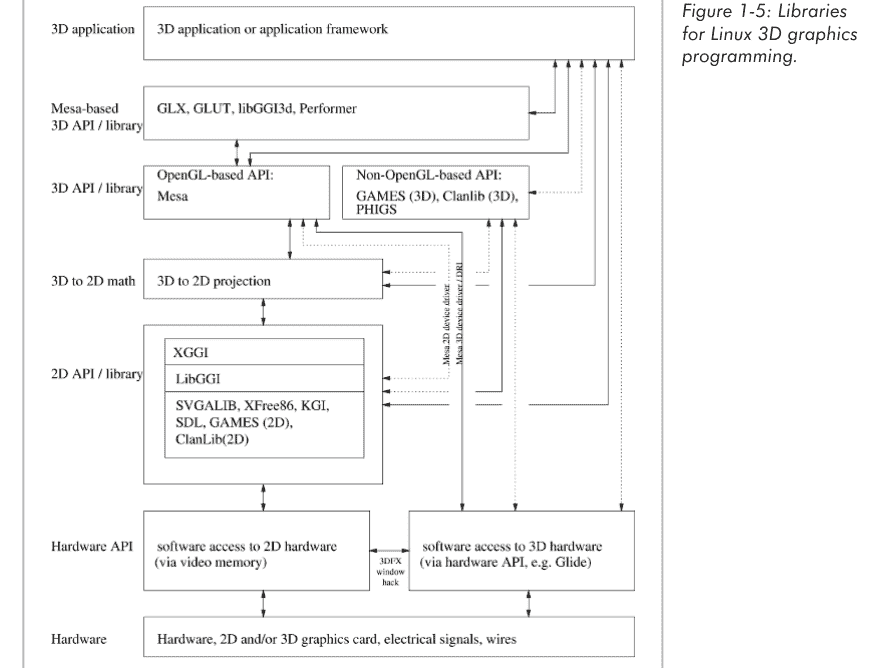 Figure 1-5: Libraries
for Linux 3D graphics
programming.
3D application
3D application or application framework
Mesa-based
3D API / library
GLX, GLUT, libGGI3d, Performer
3D API / library
OpenGL-based API:
Mesa
Non-OpenGL-based API:
GAMES (3D), Clanlib (3D),
PHIGS
3D to 2D math
3D to 2D projection
Mesa 2D device driver
Mesa 3D device driver / DRI
2D API / library
XGGI
LibGGI
SVGALIB, XFree86, KGI,
SDL, GAMES (2D),
ClanLib(2D)
Hardware API
software access to 2D hardware
(via video memory)
3DFX
window
hack
software access to 3D hardware
(via hardware API, e.g. Glide)
Hardware
Hardware, 2D and/or 3D graphics card, electrical signals, wires